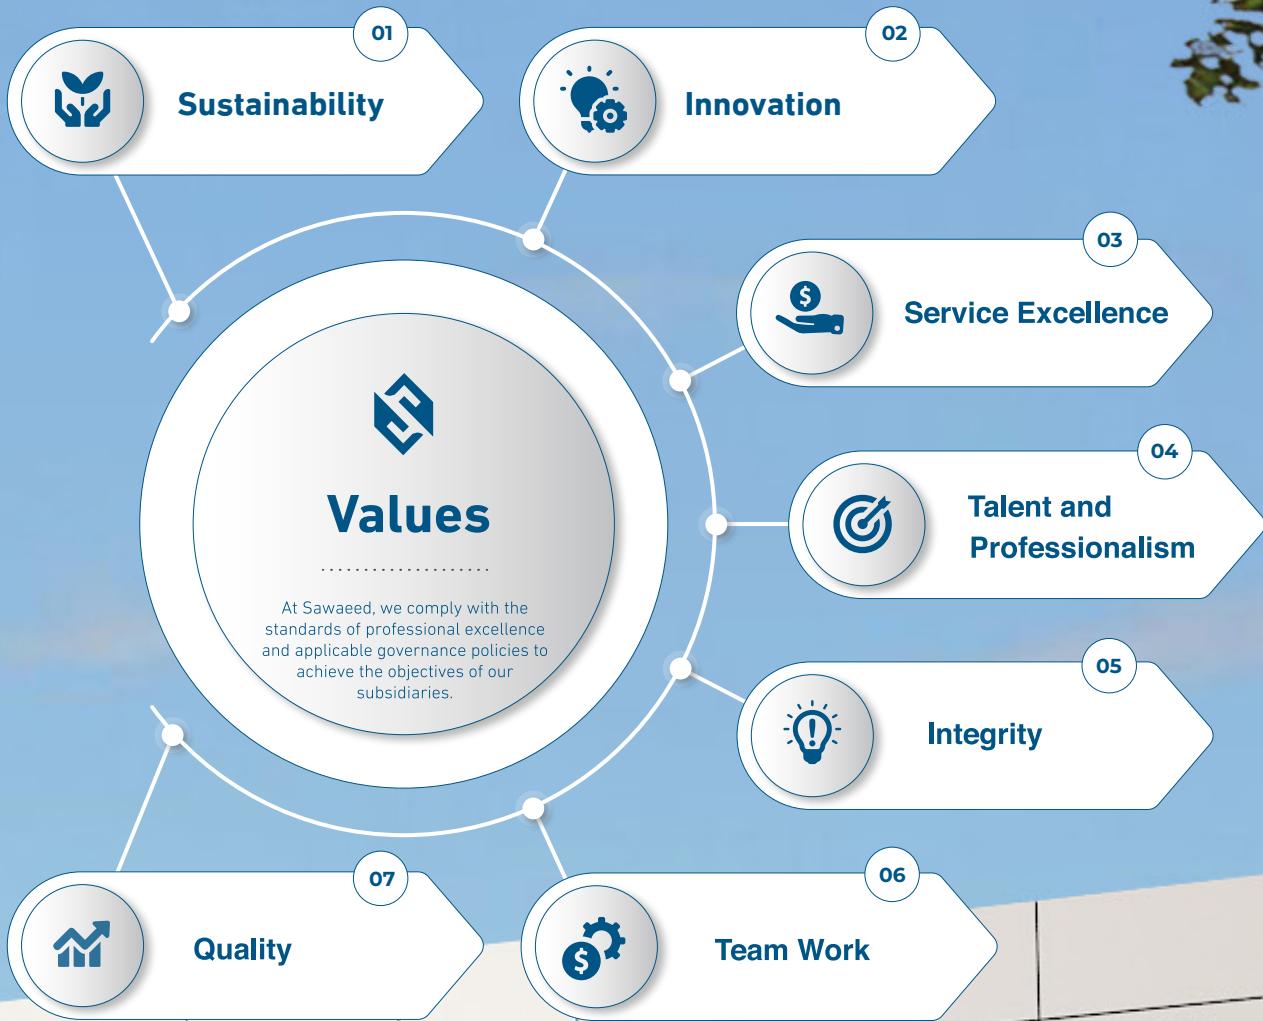 01
Sustainability
02
Innovation
03
Service Excellence
04
Talent and
Professionalism
05
Integrity
06
Team Work
07
Quality
Values
At Sawaeed, we comply with the
standards of professional excellence
and applicable governance policies to
achieve the objectives of our
subsidiaries.